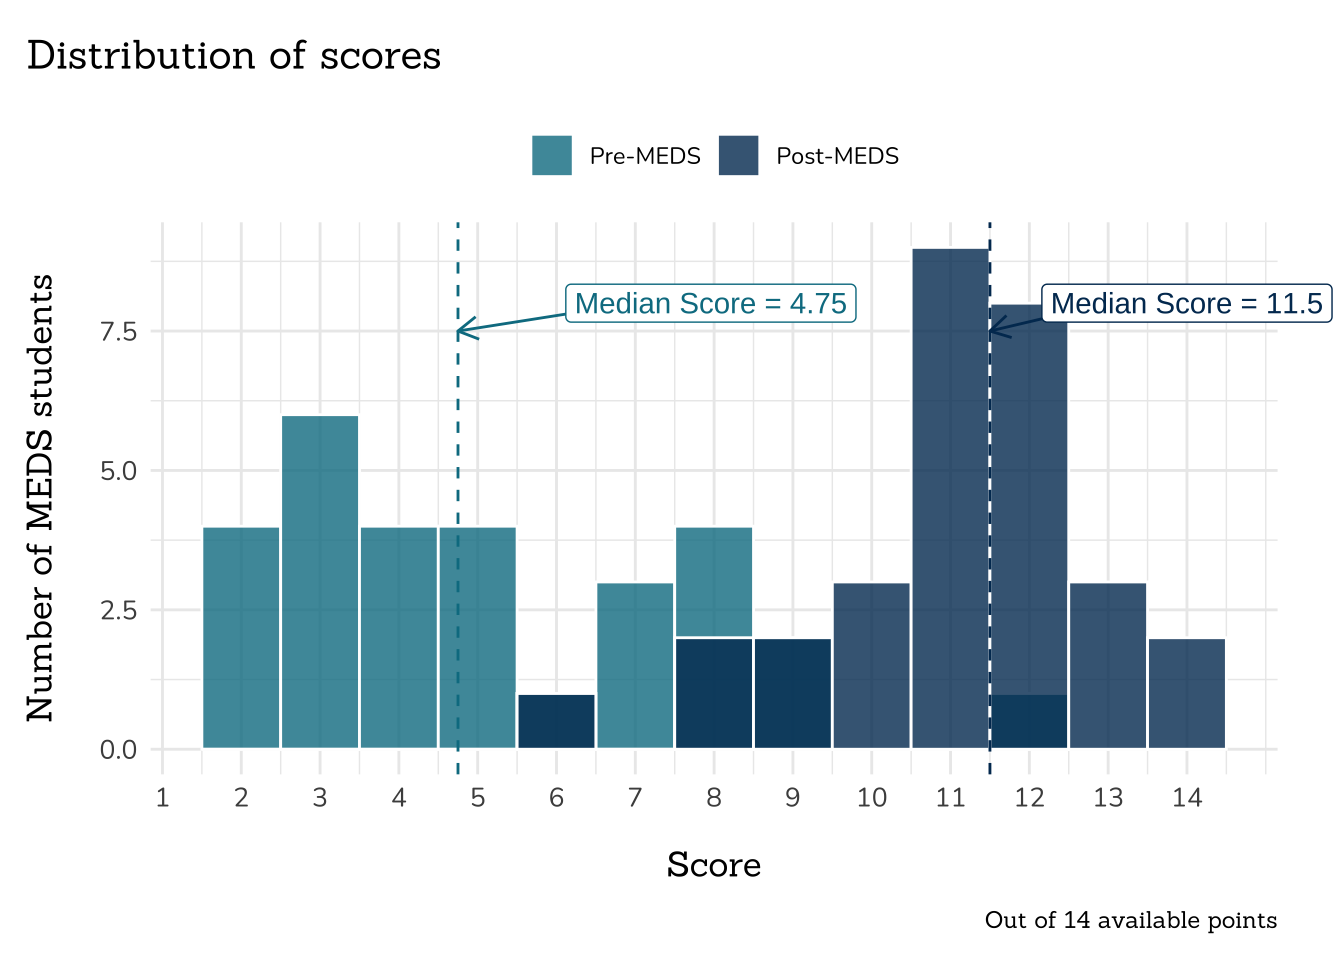 Distribution of scores
Pre-MEDS Post-MEDS
Number of MEDS students
Median Score = 4.75
Median Score = 11.5
7.5
5.0
2.5
0.0
1 2 3 4 5 6 7 8 9 10 11 12 13 14
Score
Out of 14 available points